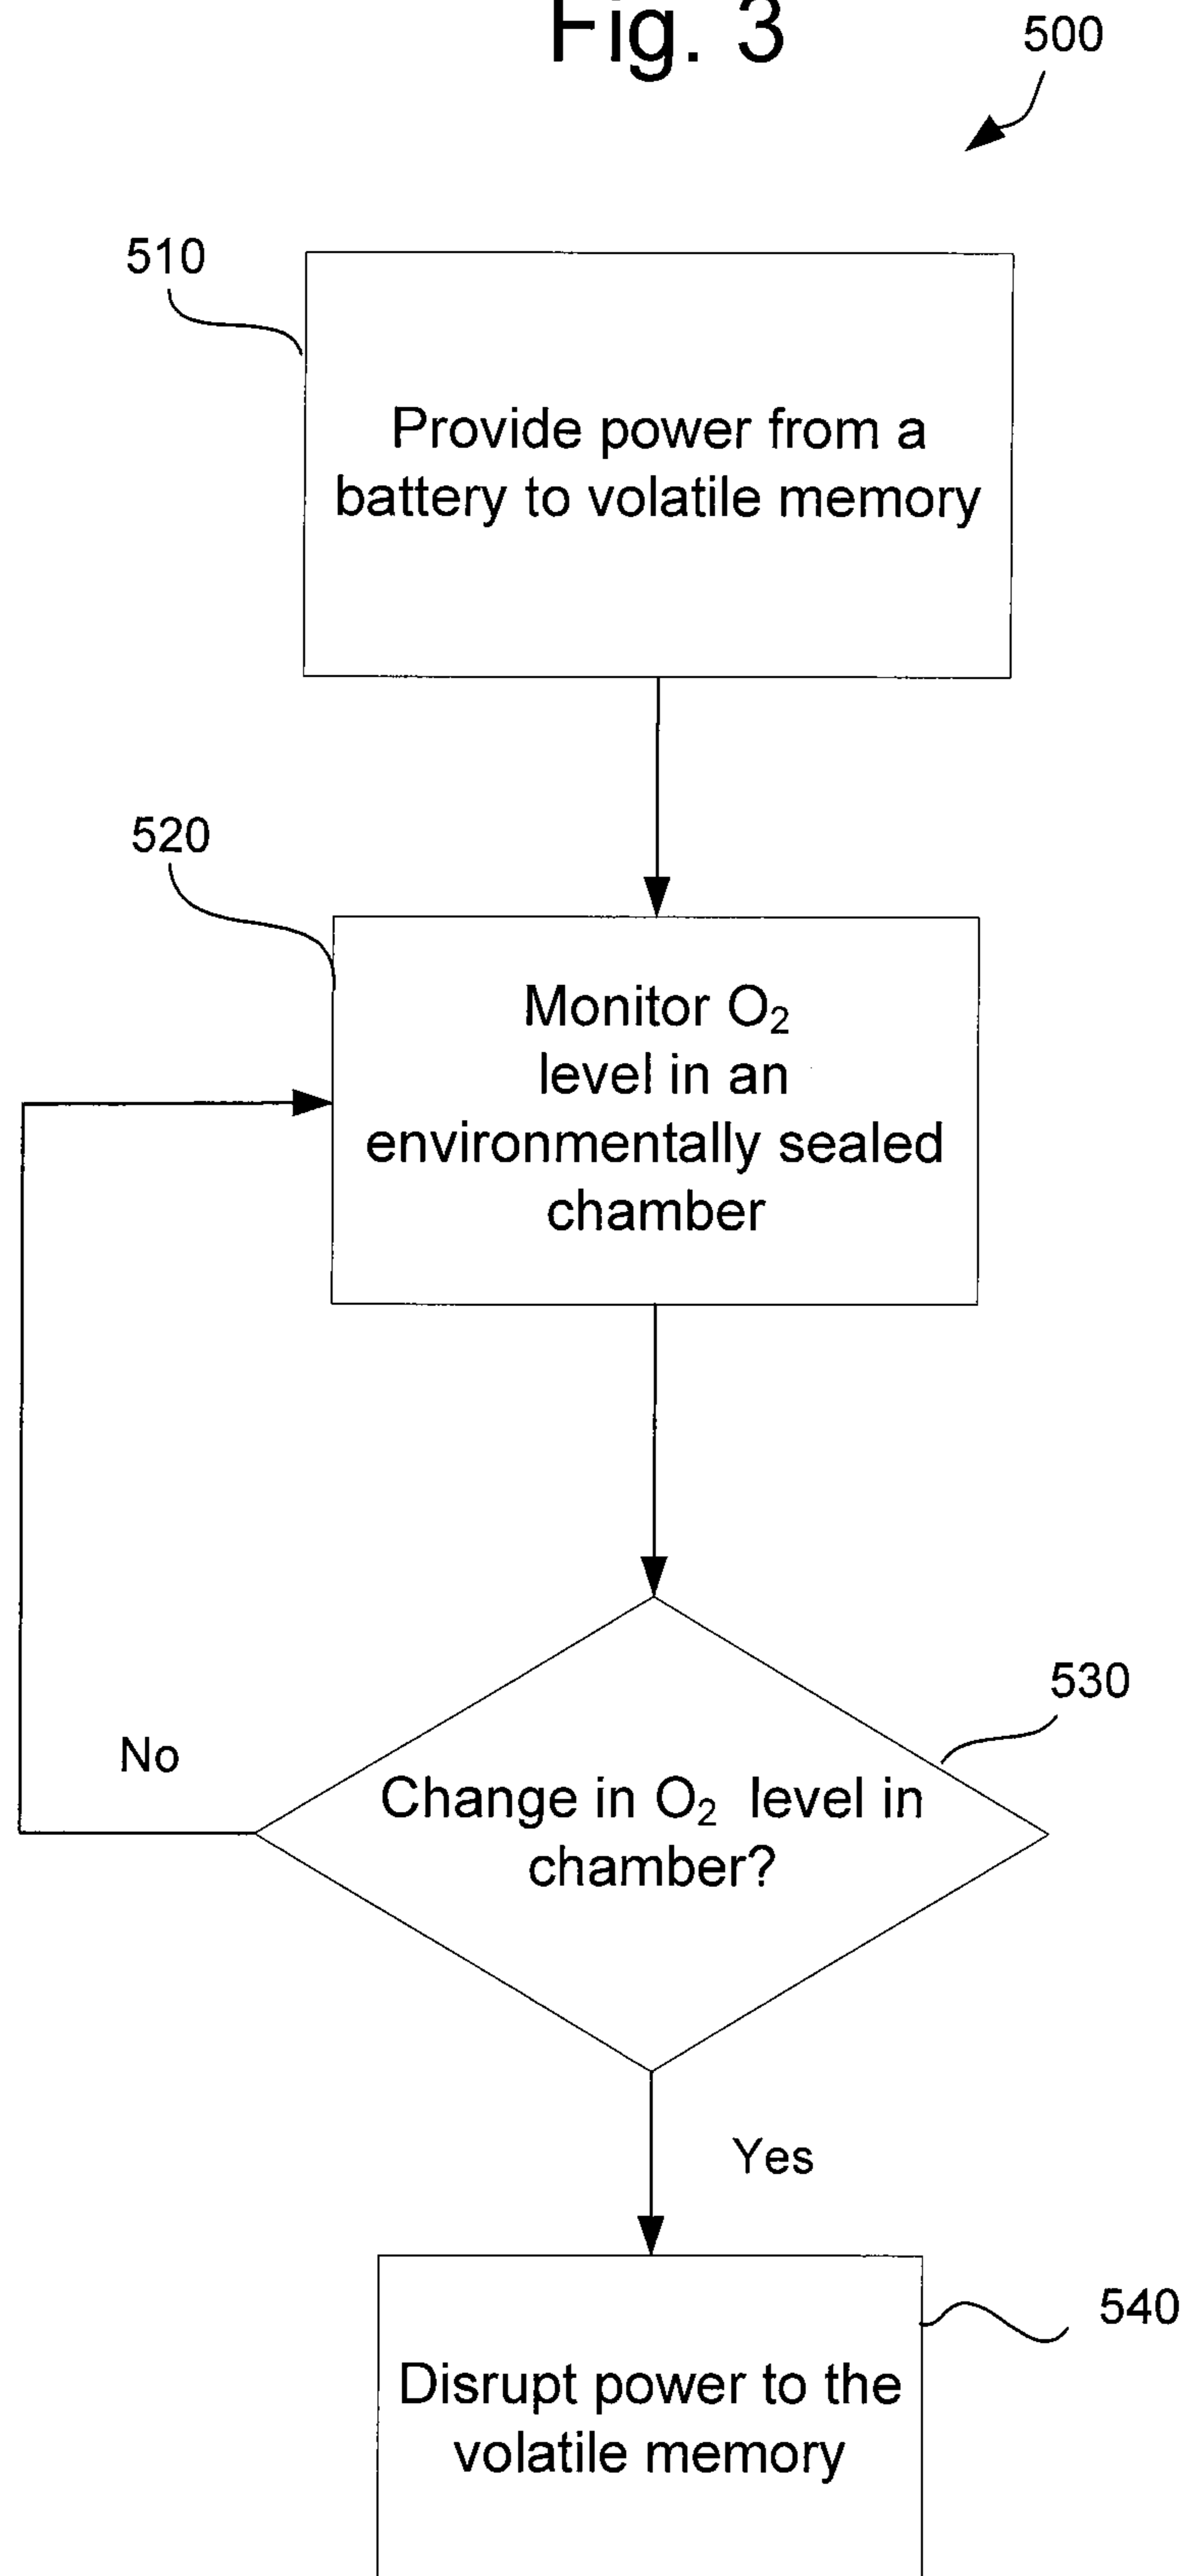 Fig. 3
500
510
Provide power from a
battery to volatile memory
520
Monitor O₂
level in an
environmentally sealed
chamber
530
No
Change in O₂ level in
chamber?
Yes
540
Disrupt power to the
volatile memory